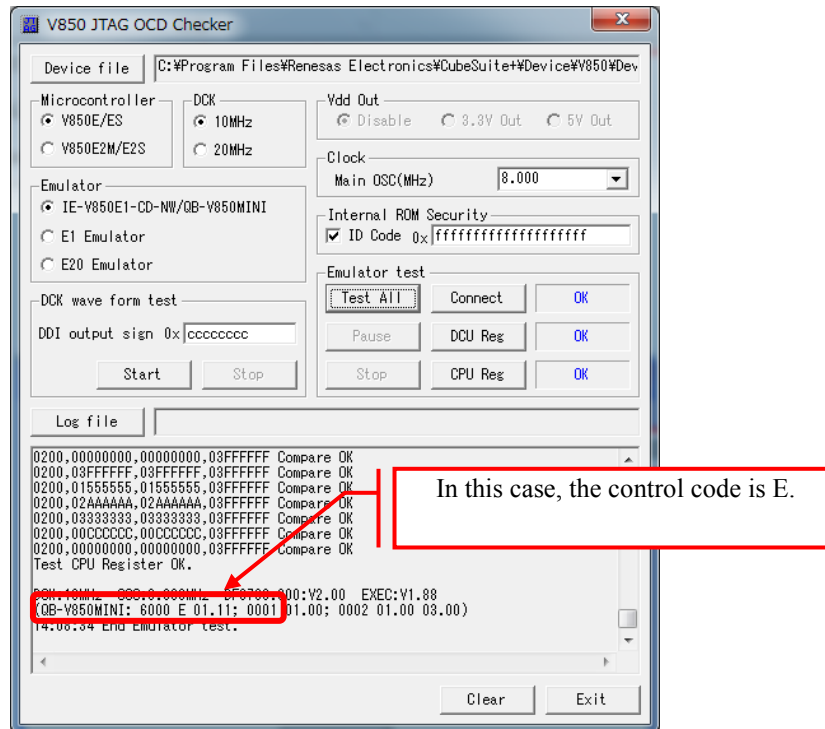 V850 JTAG OCD Checker
Device file C:¥Program Files¥Renesas Electronics¥CubeSuite+¥Device¥V850¥Dev
Microcontroller
V850E/ES
V850E2M/E2S
DCK
10MHz
20MHz
Vdd Out
Disable 3.3V Out 5V Out
Clock
Main OSC(MHz) 8.000
Emulator
IE-V850E1-CD-NW/QB-V850MINI
E1 Emulator
E20 Emulator
Internal ROM Security
ID Code 0x ffffffffffffffffffff
DCK wave form test
DDI output sign 0x cccccccc
Start Stop
Emulator test
Test All Connect OK
Pause DCU Reg OK
Stop CPU Reg OK
Log file
0200,00000000,00000000,03FFFFFF Compare OK
0200,03FFFFFF,03FFFFFF,03FFFFFF Compare OK
0200,01555555,01555555,03FFFFFF Compare OK
0200,02AAAAAA,02AAAAAA,03FFFFFF Compare OK
0200,03333333,03333333,03FFFFFF Compare OK
0200,00CCCCCC,00CCCCCC,03FFFFFF Compare OK
0200,00000000,00000000,03FFFFFF Compare OK
Test CPU Register OK.
In this case, the control code is E.
:V2.00 EXEC:V1.88
(QB-V850MINI: 6000 E 01.11; 0001 01.00; 0002 01.00 03.00)
14:08:34 End Emulator test.
Clear Exit